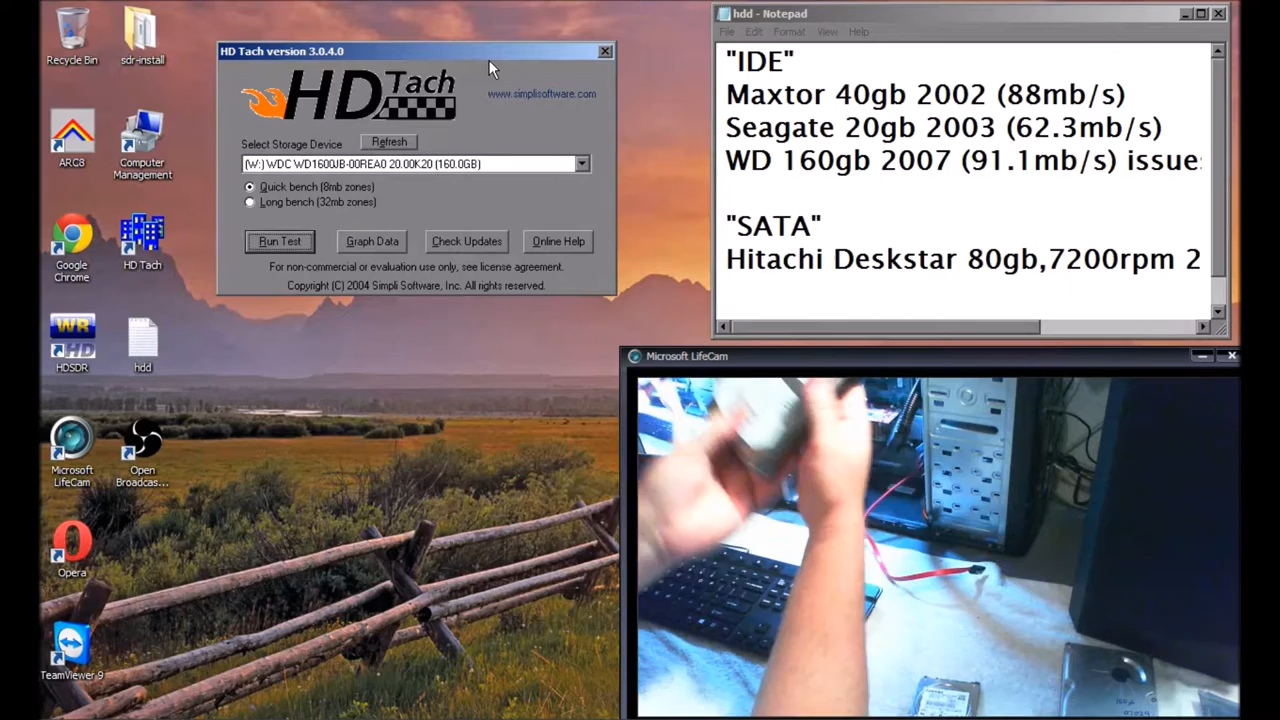 Recycle Bin
sdr-install
ARC8
Computer
Management
Google
Chrome
HD Tach
WR
HD
HDSDR
hdd
Microsoft
LifeCam
Open
Broadcas...
Opera
TeamViewer 9
HD Tach version 3.0.4.0
HD Tach
www.simplisoftware.com
Select Storage Device
Refresh
(W:) WDC WD1600JB-00REA0 20.00K20 (160.0GB)
Quick bench (8mb zones)
Long bench (32mb zones)
Run Test
Graph Data
Check Updates
Online Help
For non-commercial or evaluation use only, see license agreement.
Copyright (C) 2004 Simpli Software, Inc. All rights reserved.
hdd - Notepad
File Edit Format View Help
"IDE"
Maxtor 40gb 2002 (88mb/s)
Seagate 20gb 2003 (62.3mb/s)
WD 160gb 2007 (91.1mb/s) issue
"SATA"
Hitachi Deskstar 80gb,7200rpm 2
Microsoft LifeCam